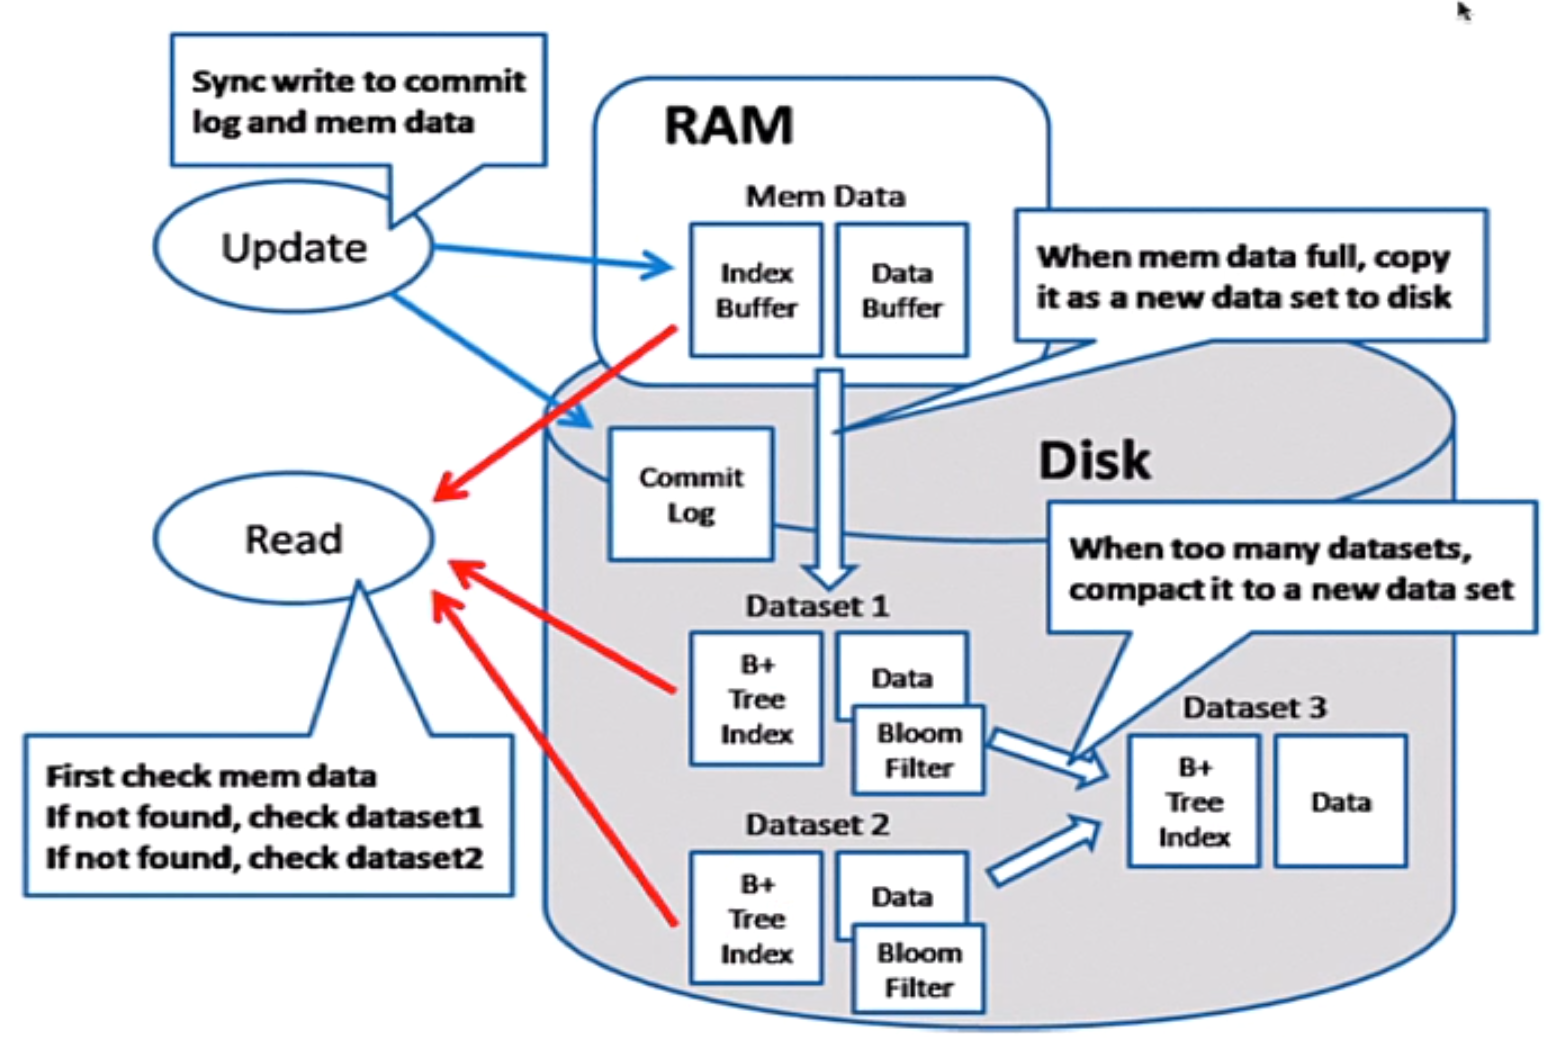 Sync write to commit
log and mem data
RAM
Mem Data
Update
Index
Buffer
Data
Buffer
When mem data full, copy
it as a new data set to disk
Commit
Log
Disk
Read
When too many datasets,
compact it to a new data set
Dataset 1
B+
Tree
Index
Data
Bloom
Filter
Dataset 3
B+
Tree
Index
Data
First check mem data
If not found, check dataset1
If not found, check dataset2
Dataset 2
B+
Tree
Index
Data
Bloom
Filter